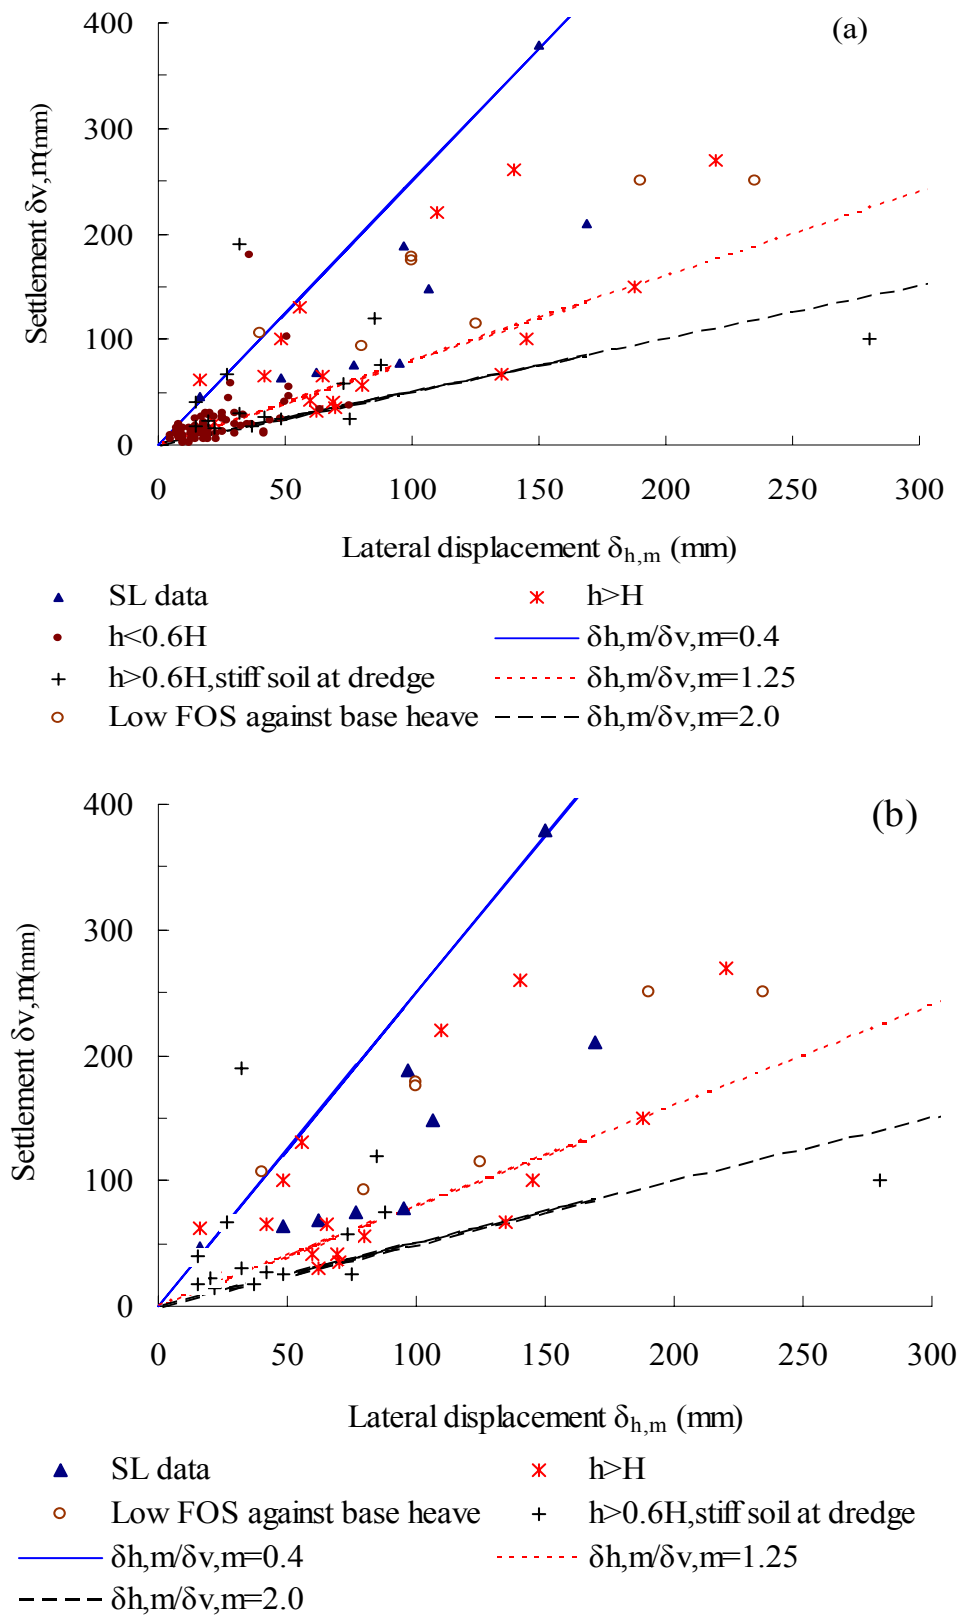 (a)
400
300
200
100
0
Settlement δv,m(mm)
0 50 100 150 200 250 300
Lateral displacement δh,m (mm)
SL data
h>H
h<0.6H
δh,m/δv,m=0.4
h>0.6H,stiff soil at dredge
δh,m/δv,m=1.25
Low FOS against base heave
δh,m/δv,m=2.0
(b)
400
300
200
100
0
Settlement δv,m(mm)
0 50 100 150 200 250 300
Lateral displacement δh,m (mm)
SL data
h>H
Low FOS against base heave
h>0.6H,stiff soil at dredge
δh,m/δv,m=0.4
δh,m/δv,m=1.25
δh,m/δv,m=2.0